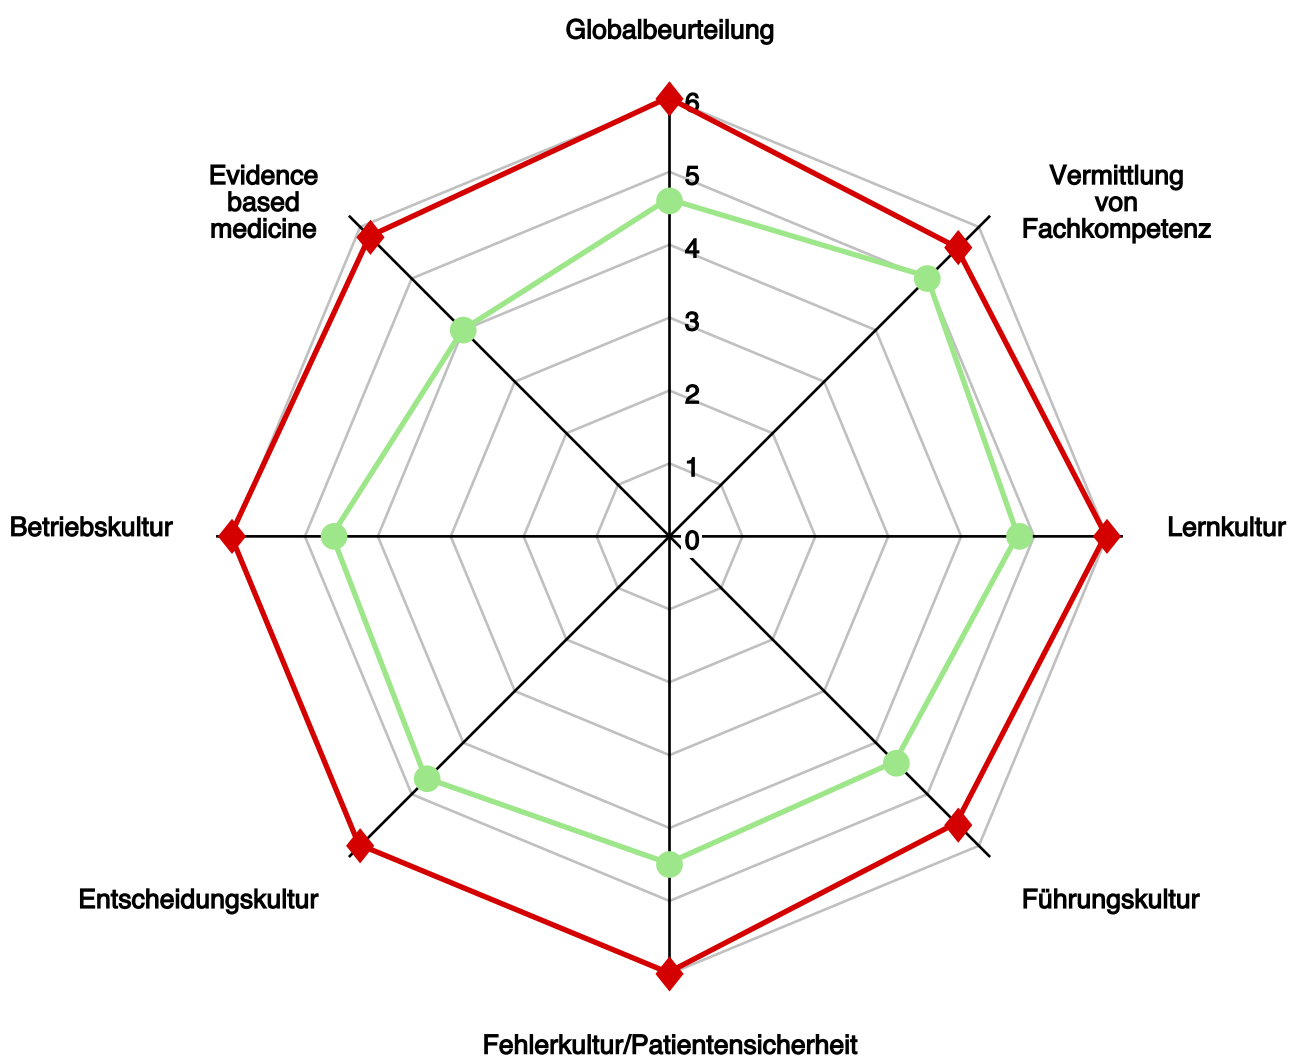 Globalbeurteilung
Evidence
based
medicine
Vermittlung
von
Fachkompetenz
6
5
4
3
2
1
0
Betriebskultur
Lernkultur
Entscheidungskultur
Führungskultur
Fehlerkultur/Patientensicherheit